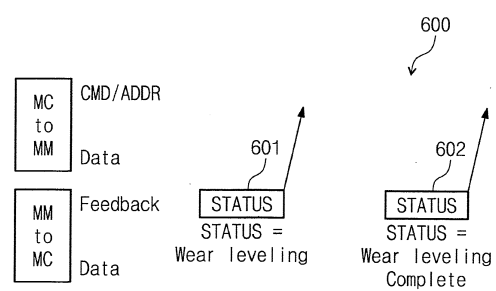 600
MC
to
MM
CMD/ADDR
Data
MM
to
MC
Feedback
Data
601
STATUS
STATUS =
Wear leveling
602
STATUS
STATUS =
Wear leveling
Complete